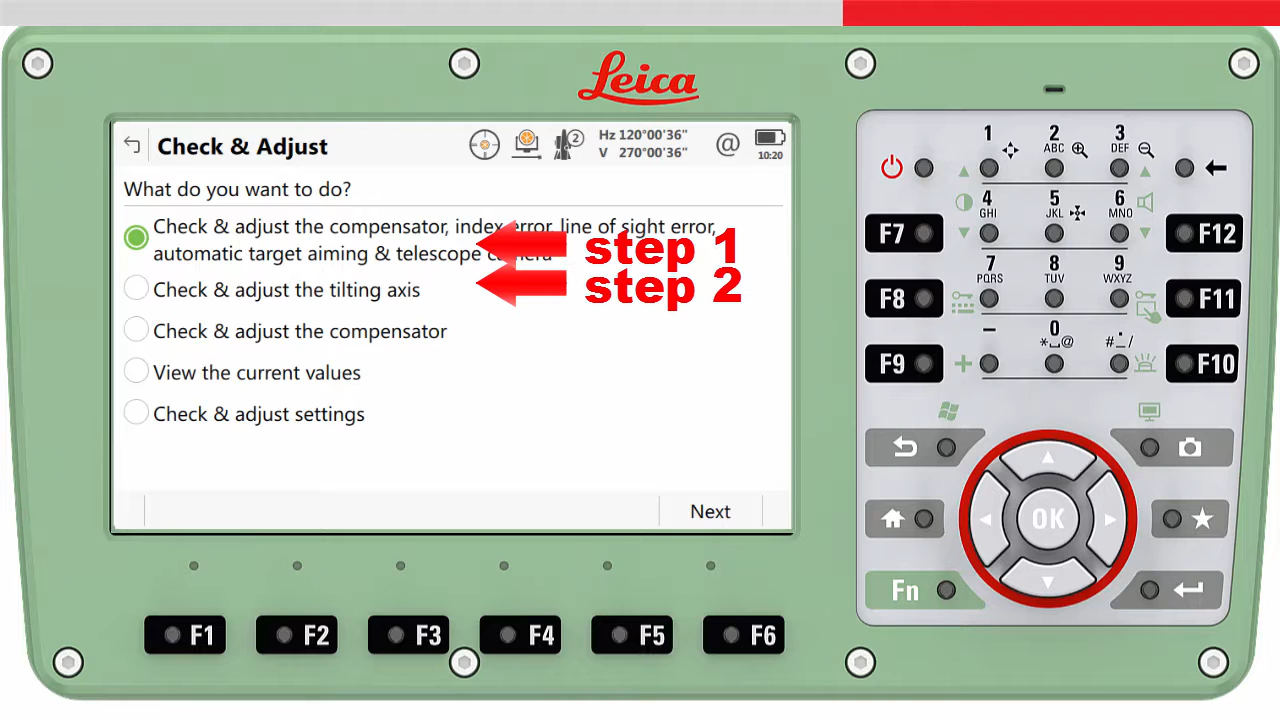 Leica
Check & Adjust
2
Hz 120°00'36"
V 270°00'36"
@
10:20
What do you want to do?
Check & adjust the compensator, index error, line of sight error,
automatic target aiming & telescope camera
step 1
step 2
Check & adjust the tilting axis
Check & adjust the compensator
View the current values
Check & adjust settings
Next
F1 F2 F3 F4 F5 F6
1 2 3
ABC DEF
4 5 6
GHI JKL MNO
F7 F12
7 8 9
PQRS TUV WXYZ
F8 F11
- 0 .
*⎵@ #⎵/
F9 + F10
OK
Fn